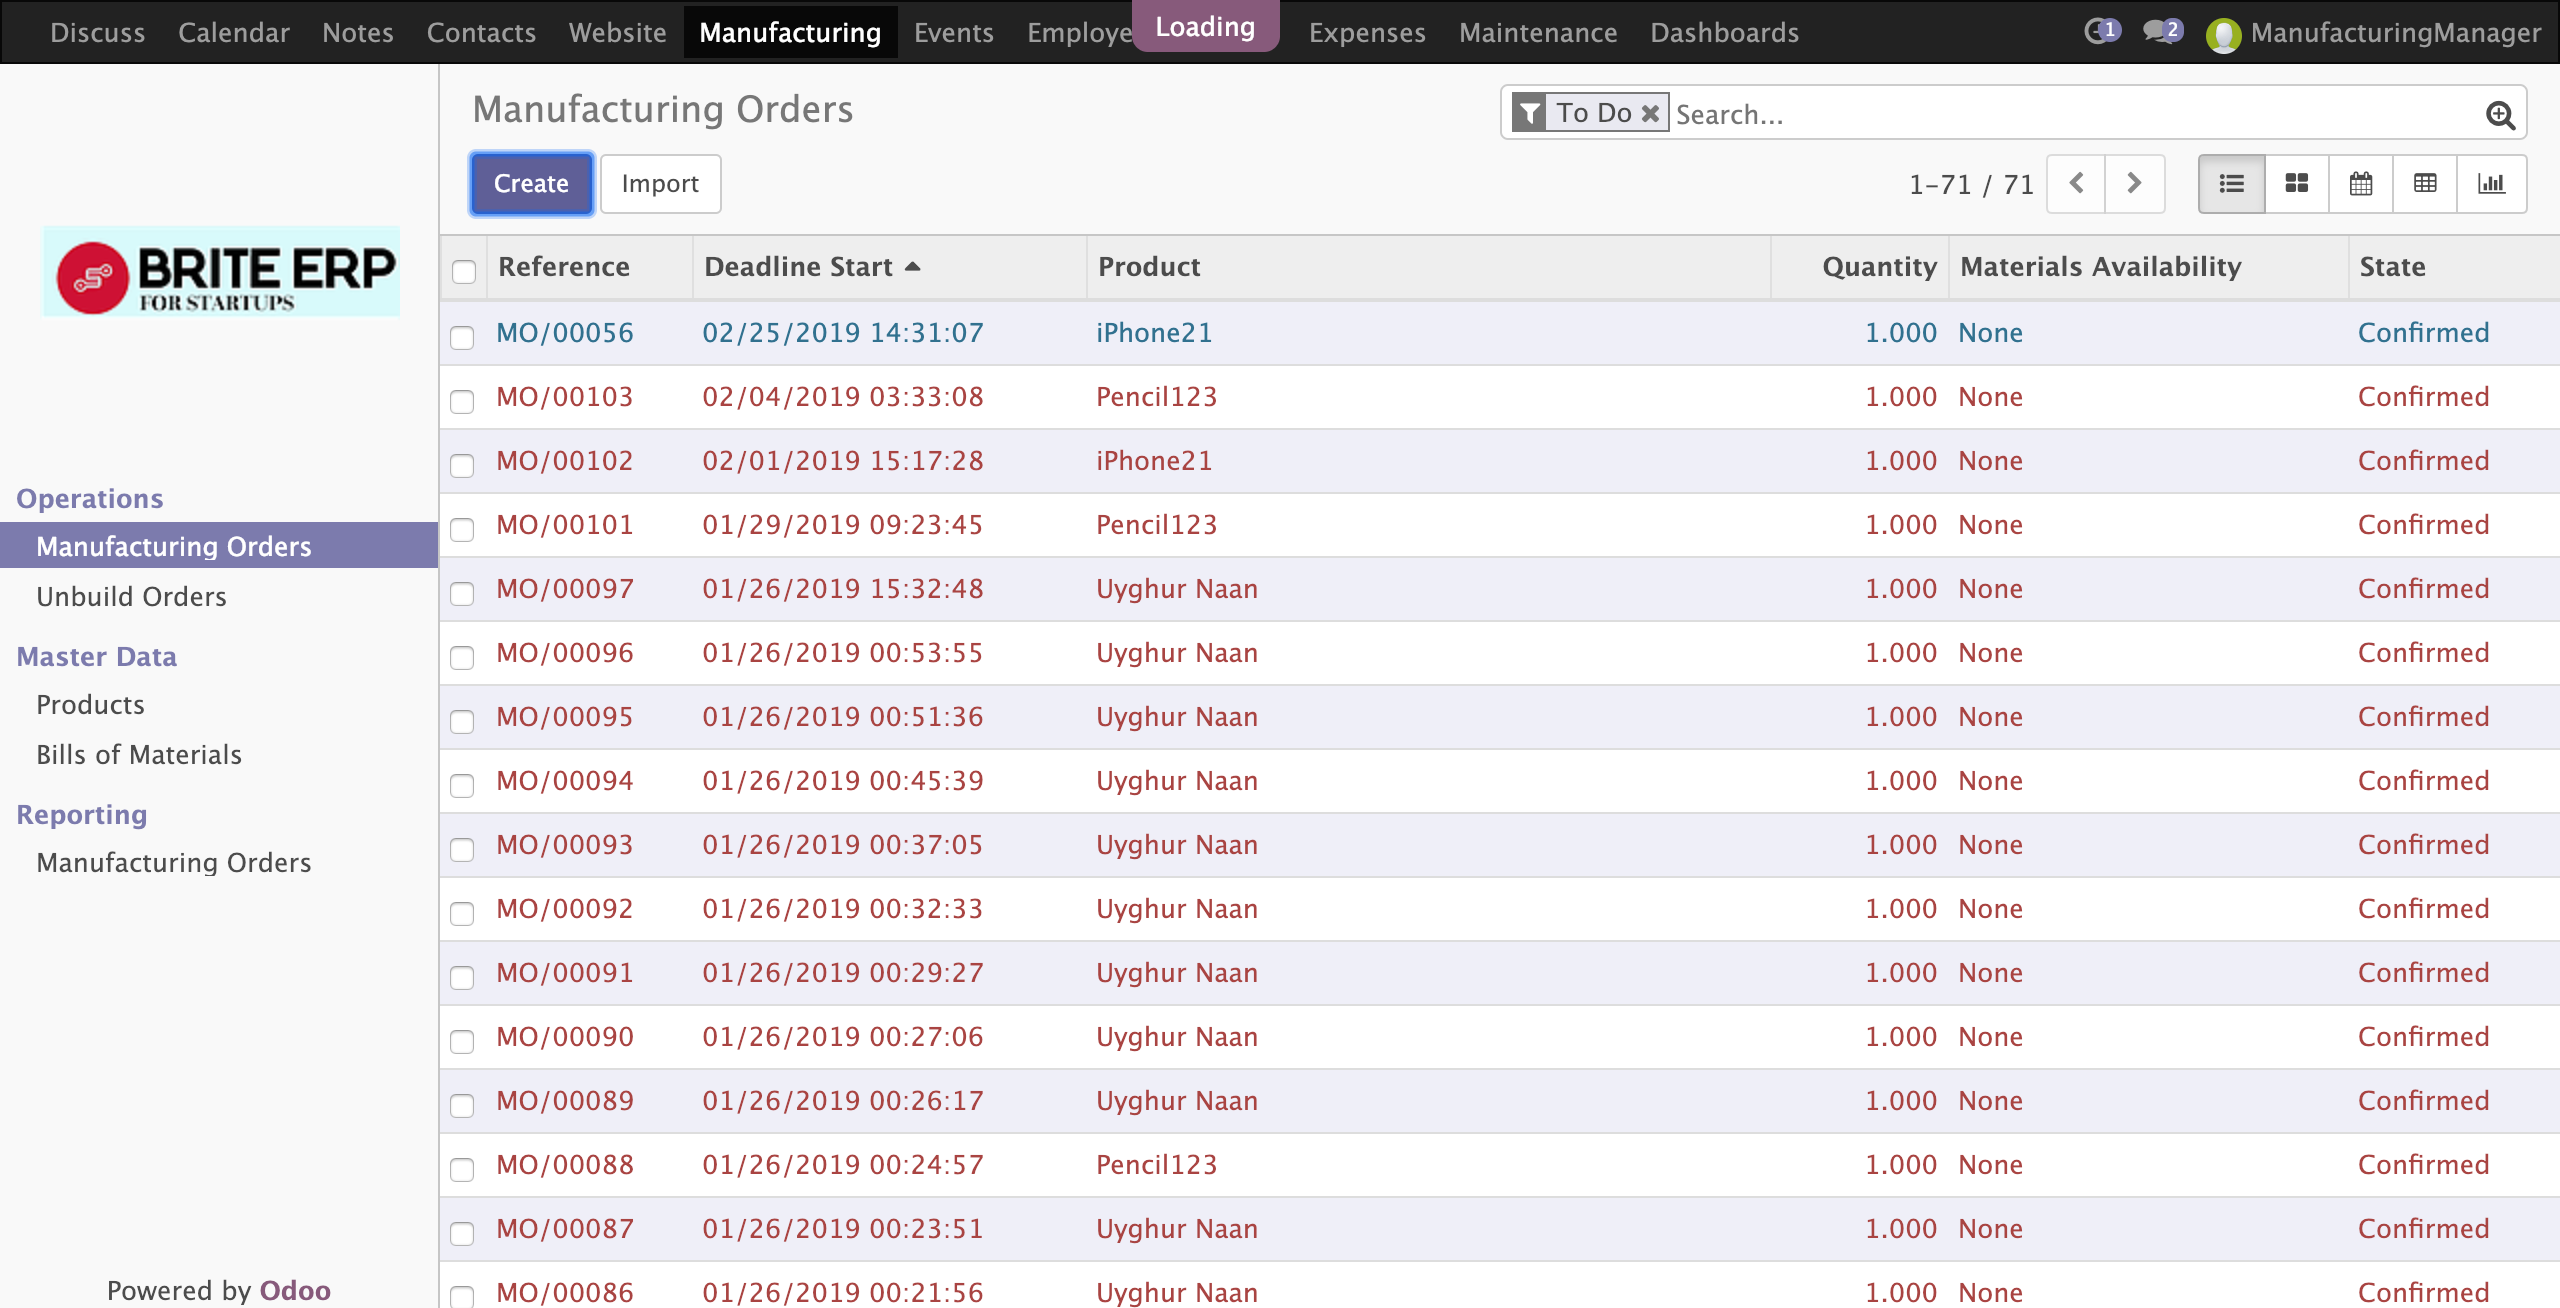 Discuss Calendar Notes Contacts Website Manufacturing Events Employe Loading Expenses Maintenance Dashboards 1 2 ManufacturingManager
Manufacturing Orders
To Do Search...
Create Import
1-71 / 71
BRITE ERP
FOR STARTUPS
Operations
Manufacturing Orders
Unbuild Orders
Master Data
Products
Bills of Materials
Reporting
Manufacturing Orders
Powered by Odoo
Reference Deadline Start Product Quantity Materials Availability State
MO/00056 02/25/2019 14:31:07 iPhone21 1.000 None Confirmed
MO/00103 02/04/2019 03:33:08 Pencil123 1.000 None Confirmed
MO/00102 02/01/2019 15:17:28 iPhone21 1.000 None Confirmed
MO/00101 01/29/2019 09:23:45 Pencil123 1.000 None Confirmed
MO/00097 01/26/2019 15:32:48 Uyghur Naan 1.000 None Confirmed
MO/00096 01/26/2019 00:53:55 Uyghur Naan 1.000 None Confirmed
MO/00095 01/26/2019 00:51:36 Uyghur Naan 1.000 None Confirmed
MO/00094 01/26/2019 00:45:39 Uyghur Naan 1.000 None Confirmed
MO/00093 01/26/2019 00:37:05 Uyghur Naan 1.000 None Confirmed
MO/00092 01/26/2019 00:32:33 Uyghur Naan 1.000 None Confirmed
MO/00091 01/26/2019 00:29:27 Uyghur Naan 1.000 None Confirmed
MO/00090 01/26/2019 00:27:06 Uyghur Naan 1.000 None Confirmed
MO/00089 01/26/2019 00:26:17 Uyghur Naan 1.000 None Confirmed
MO/00088 01/26/2019 00:24:57 Pencil123 1.000 None Confirmed
MO/00087 01/26/2019 00:23:51 Uyghur Naan 1.000 None Confirmed
MO/00086 01/26/2019 00:21:56 Uyghur Naan 1.000 None Confirmed